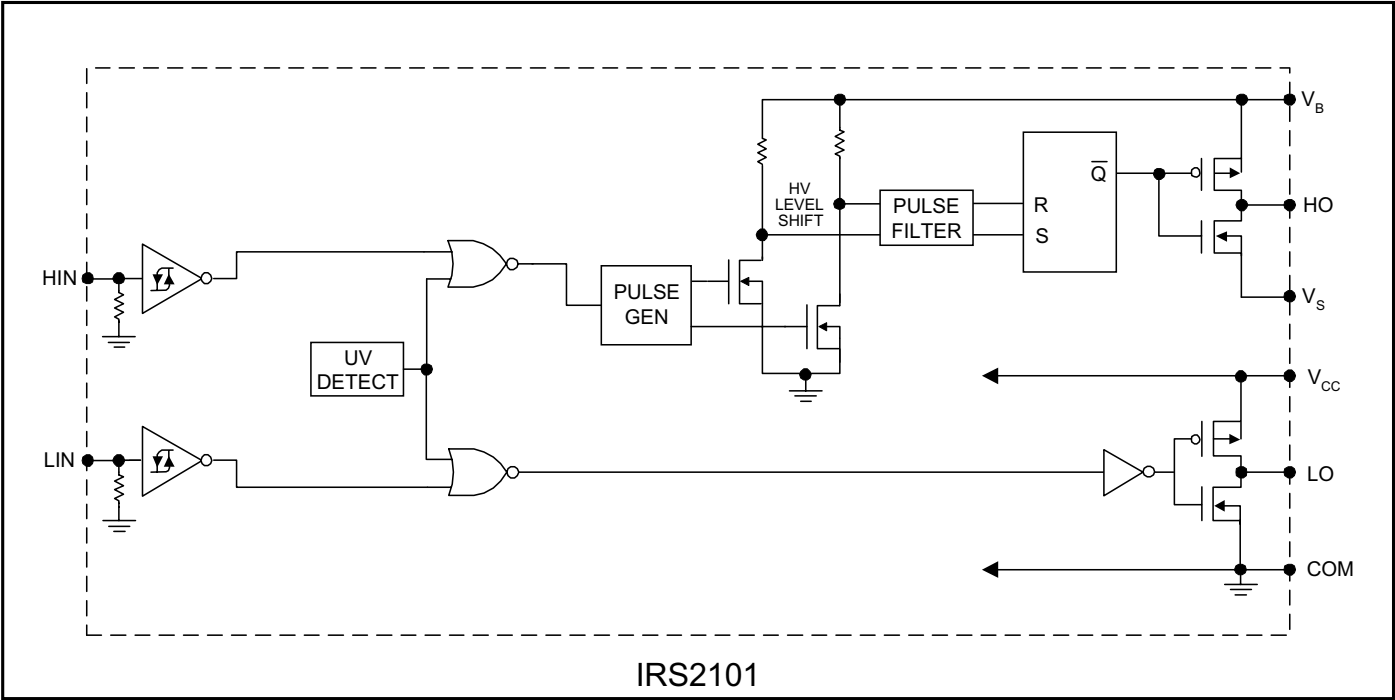 V_B
Q̅
HV
LEVEL
SHIFT
PULSE
FILTER
R
S
HO
HIN
PULSE
GEN
V_S
UV
DETECT
V_CC
LIN
LO
COM
IRS2101